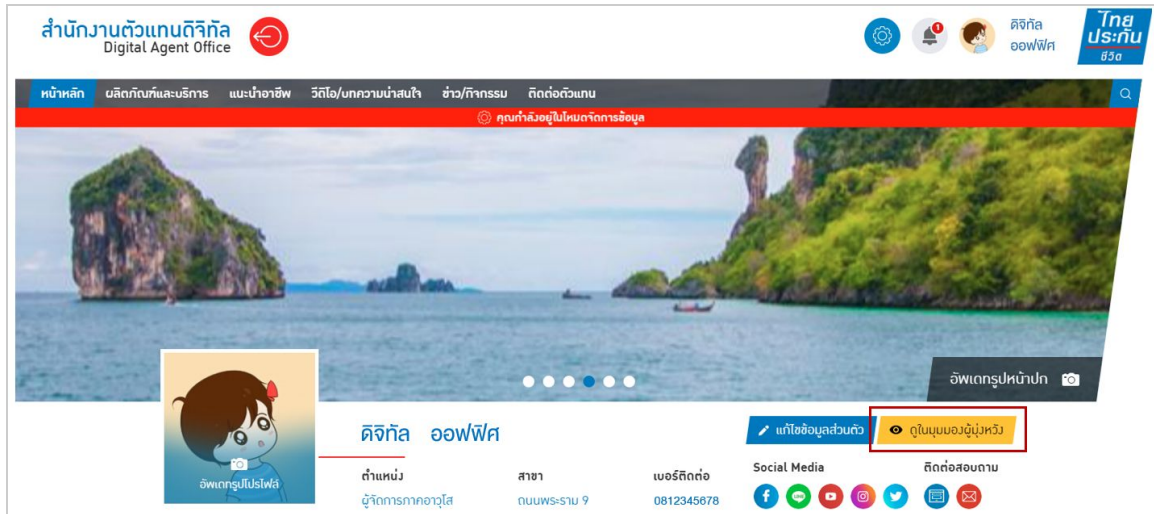 สำนักงานตัวแทนดิจิทัล
Digital Agent Office
1
ดิจิทัล
ออฟฟิศ
ไทย
ประกัน
ชีวิต
หน้าหลัก ผลิตภัณฑ์และบริการ แนะนำอาชีพ วีดีโอ/บทความน่าสนใจ ข่าว/กิจกรรม ติดต่อตัวแทน
คุณกำลังอยู่ในโหมดจัดการข้อมูล
อัพเดทรูปหน้าปก
อัพเดทรูปโปรไฟล์
ดิจิทัล ออฟฟิศ
แก้ไขข้อมูลส่วนตัว ดูในมุมมองผู้มุ่งหวัง
ตำแหน่ง สาขา เบอร์ติดต่อ Social Media ติดต่อสอบถาม
ผู้จัดการภาคอาวุโส ถนนพระราม 9 0812345678